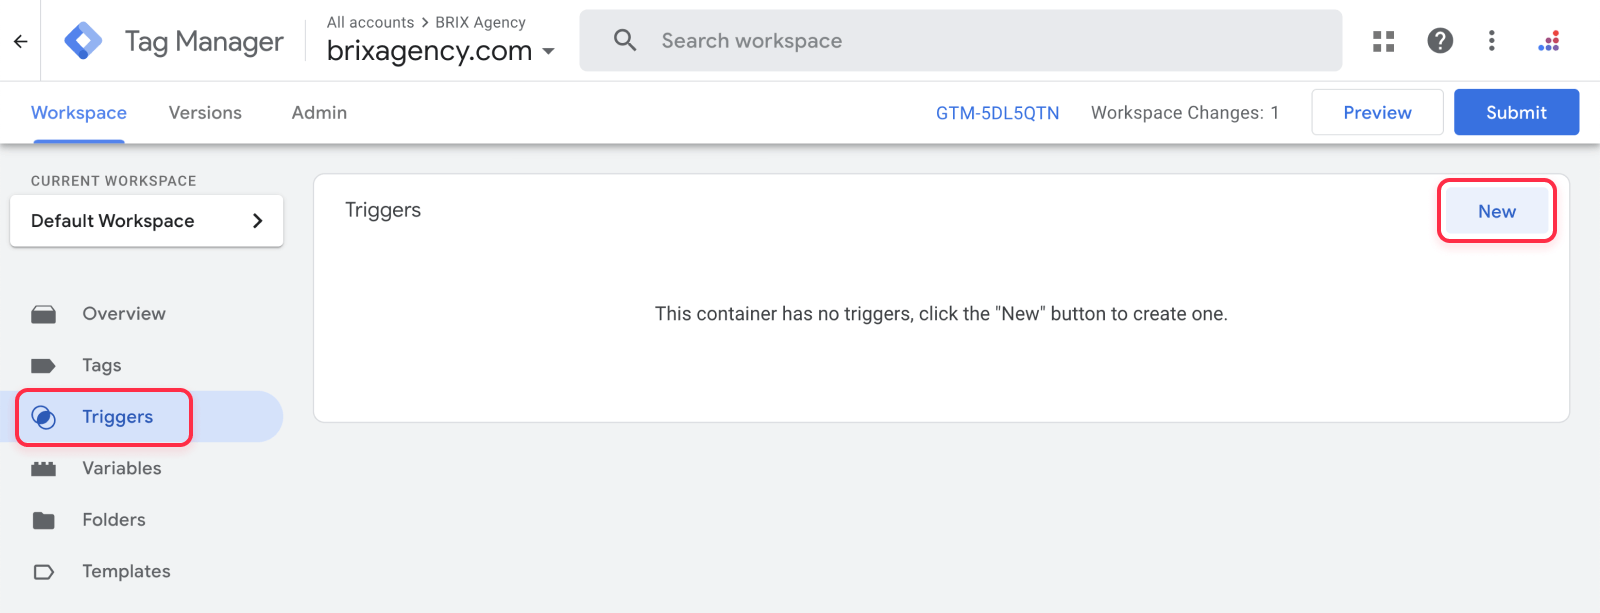 All accounts > BRIX Agency
Tag Manager
brixagency.com
Search workspace
Workspace
Versions
Admin
GTM-5DL5QTN
Workspace Changes: 1
Preview
Submit
CURRENT WORKSPACE
Default Workspace
Triggers
New
This container has no triggers, click the "New" button to create one.
Overview
Tags
Triggers
Variables
Folders
Templates